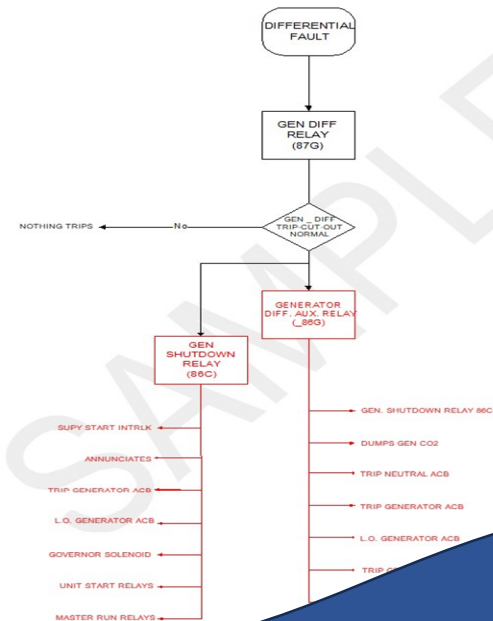 DIFFERENTIAL
FAULT
GEN DIFF
RELAY
(87G)
GEN _ DIFF
TRIP-CUT-OUT
NORMAL
No
NOTHING TRIPS
GENERATOR
DIFF. AUX. RELAY
(_86G)
GEN
SHUTDOWN
RELAY
(86C)
SUPY START INTRLK
ANNUNCIATES
TRIP GENERATOR ACB
L.O. GENERATOR ACB
GOVERNOR SOLENOID
UNIT START RELAYS
MASTER RUN RELAYS
GEN. SHUTDOWN RELAY 86C
DUMPS GEN CO2
TRIP NEUTRAL ACB
TRIP GENERATOR ACB
L.O. GENERATOR ACB
TRIP
SAMPLE